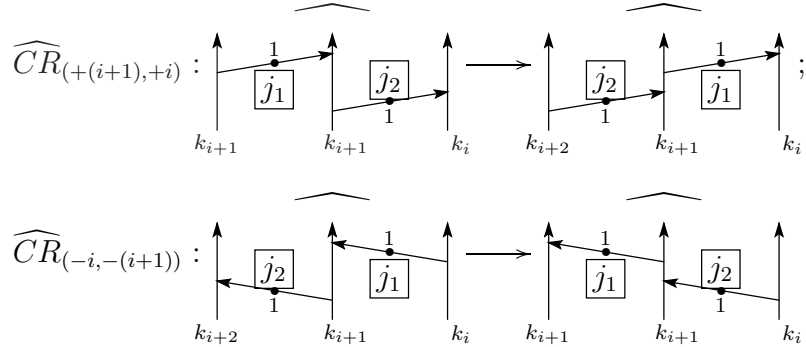 1 1
$\widehat{CR}_{(+(i+1),+i)}$ : $j_1$ $j_2$ ⟶ $j_2$ $j_1$ ;
1 1
$k_{i+1}$ $k_{i+1}$ $k_i$ $k_{i+2}$ $k_{i+1}$ $k_i$
1 1
$\widehat{CR}_{(-i,-(i+1))}$ : $j_2$ $j_1$ ⟶ $j_1$ $j_2$
1 1
$k_{i+2}$ $k_{i+1}$ $k_i$ $k_{i+1}$ $k_{i+1}$ $k_i$